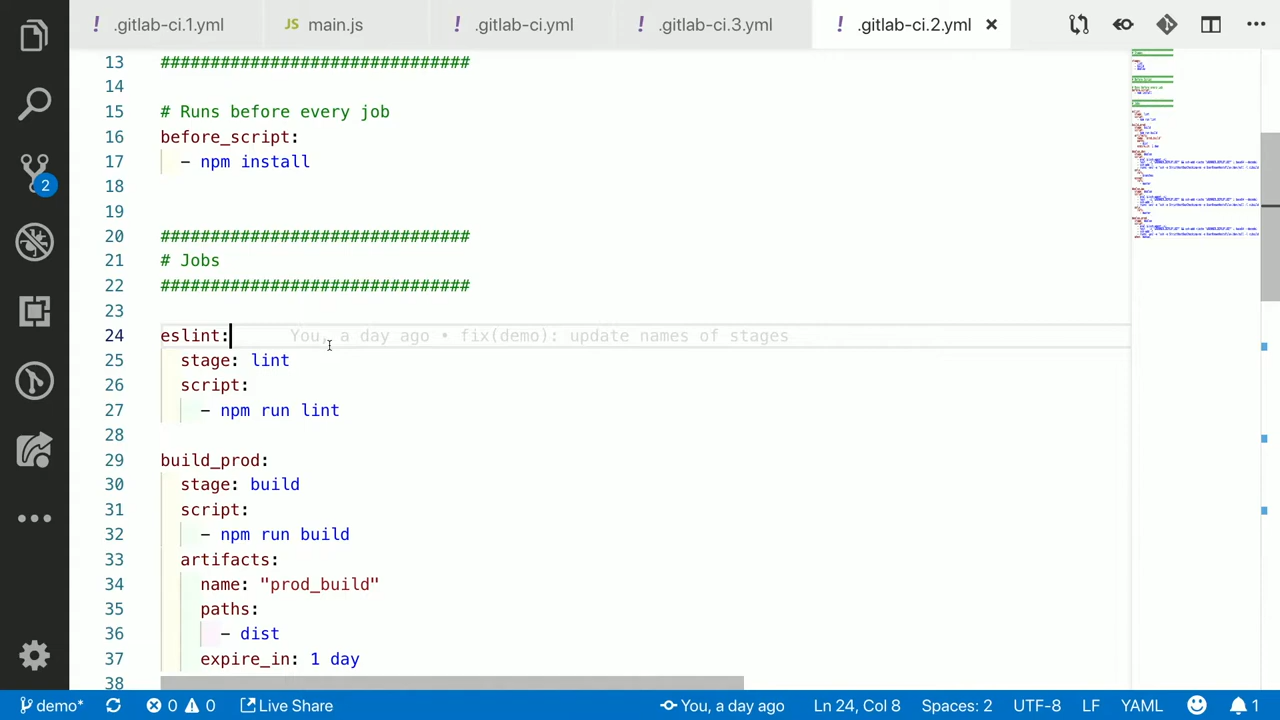 ! .gitlab-ci.1.yml JS main.js ! .gitlab-ci.yml ! .gitlab-ci.3.yml ! .gitlab-ci.2.yml
13 ###############################
14
15 # Runs before every job
16 before_script:
17 - npm install
18
19
20 ###############################
21 # Jobs
22 ###############################
23
24 eslint: You, a day ago • fix(demo): update names of stages
25 stage: lint
26 script:
27 - npm run lint
28
29 build_prod:
30 stage: build
31 script:
32 - npm run build
33 artifacts:
34 name: "prod_build"
35 paths:
36 - dist
37 expire_in: 1 day
38
2
demo* 0 0 Live Share You, a day ago Ln 24, Col 8 Spaces: 2 UTF-8 LF YAML 1